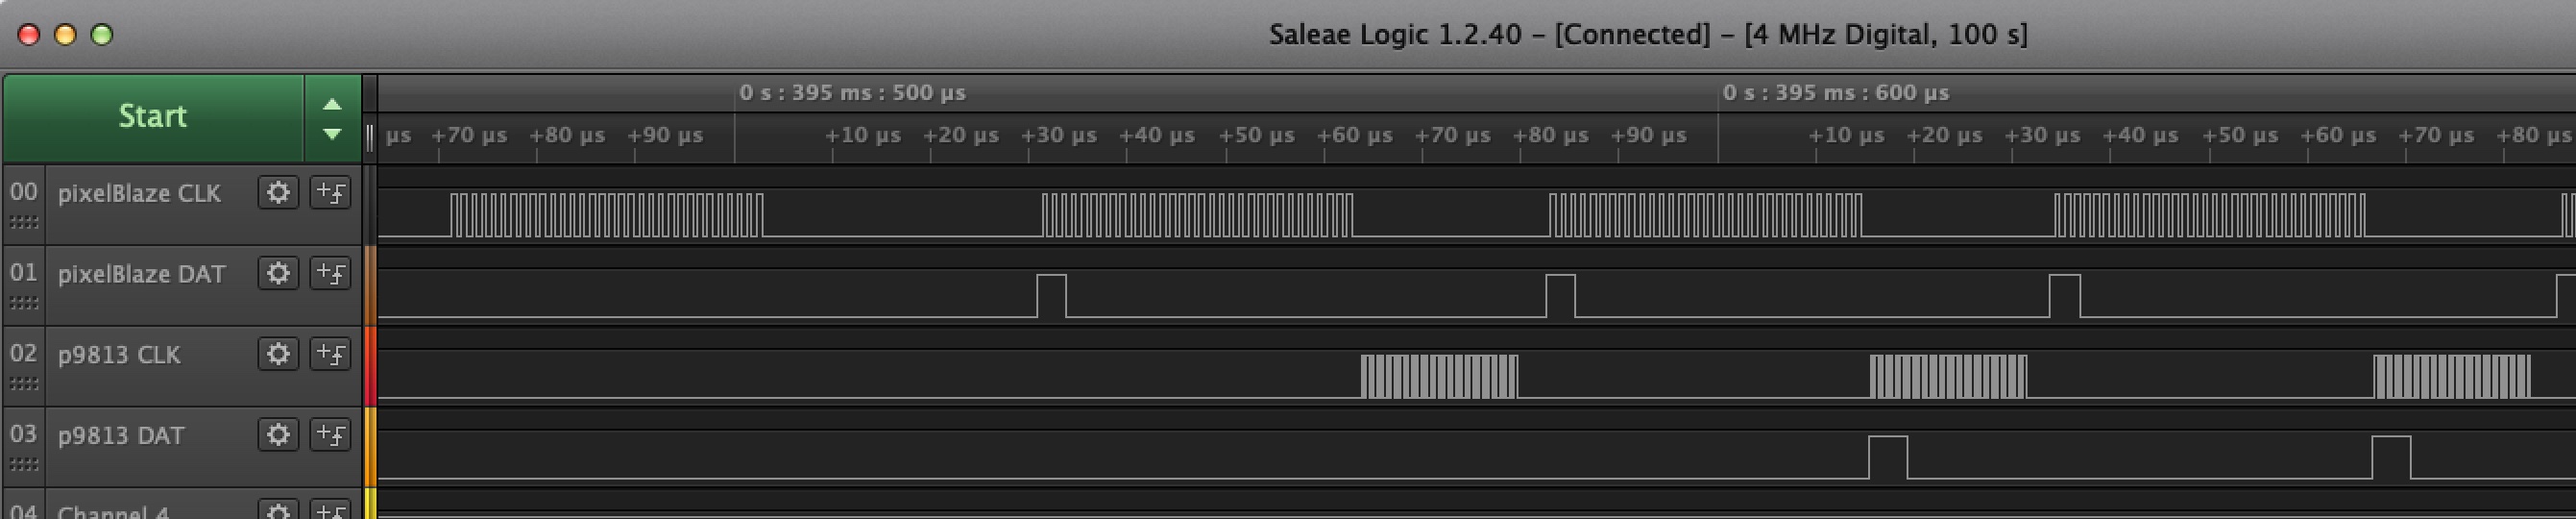 Saleae Logic 1.2.40 – [Connected] – [4 MHz Digital, 100 s]
Start
0 s : 395 ms : 500 µs 0 s : 395 ms : 600 µs
µs +70 µs +80 µs +90 µs +10 µs +20 µs +30 µs +40 µs +50 µs +60 µs +70 µs +80 µs +90 µs +10 µs +20 µs +30 µs +40 µs +50 µs +60 µs +70 µs +80 µs
00 pixelBlaze CLK
01 pixelBlaze DAT
02 p9813 CLK
03 p9813 DAT
04 Channel 4